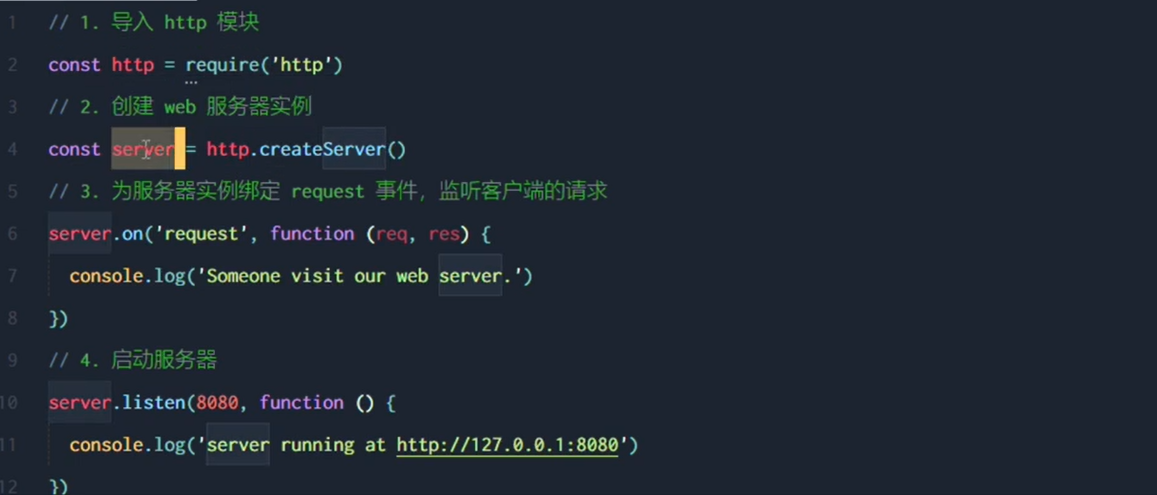 1 // 1. 导入 http 模块
2 const http = require('http')
3 // 2. 创建 web 服务器实例
4 const server = http.createServer()
5 // 3. 为服务器实例绑定 request 事件，监听客户端的请求
6 server.on('request', function (req, res) {
7 console.log('Someone visit our web server.')
8 })
9 // 4. 启动服务器
10 server.listen(8080, function () {
11 console.log('server running at http://127.0.0.1:8080')
12 })